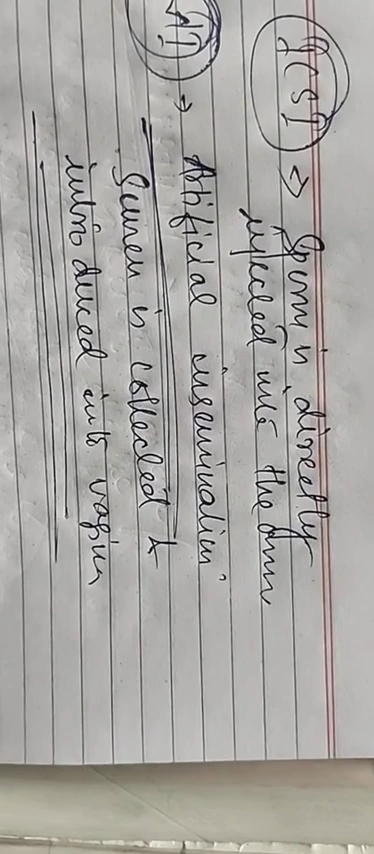 ICSI => Sperm is directly
injected into the ovum
AI → Artificial insemination
Semen is collected &
introduced into vagina